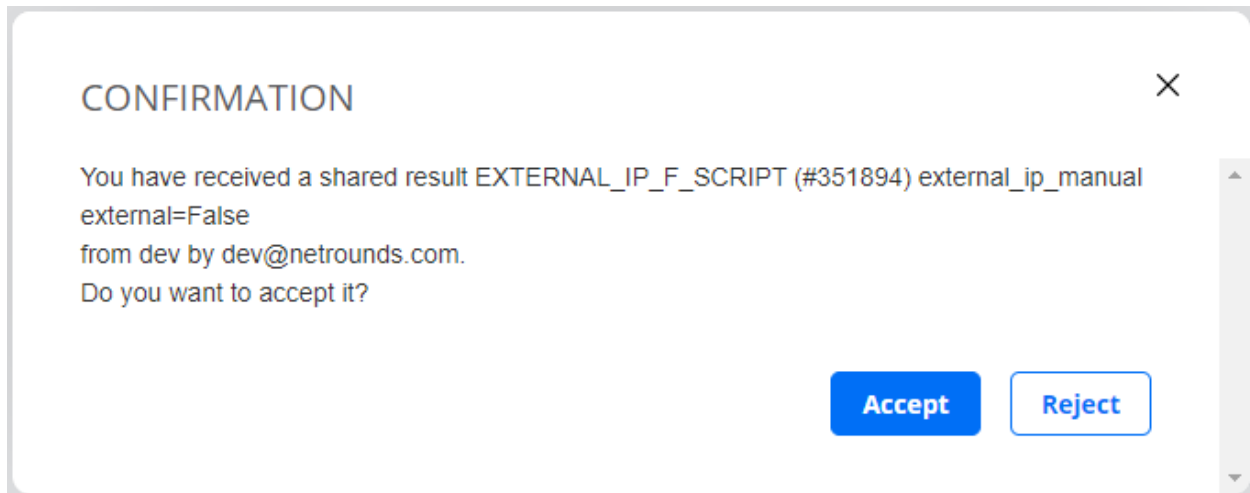 CONFIRMATION
You have received a shared result EXTERNAL_IP_F_SCRIPT (#351894) external_ip_manual
external=False
from dev by dev@netrounds.com.
Do you want to accept it?
Accept
Reject